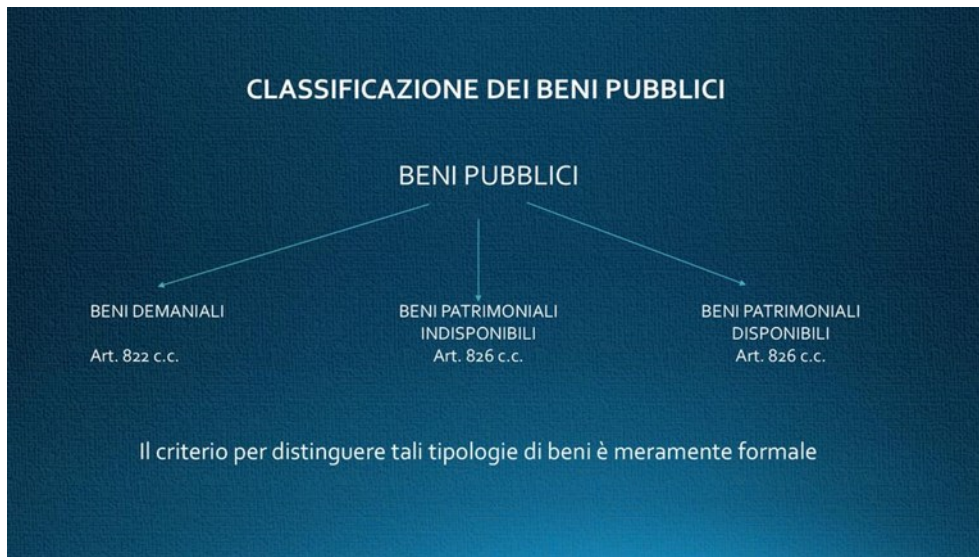 CLASSIFICAZIONE DEI BENI PUBBLICI
BENI PUBBLICI
BENI DEMANIALI
Art. 822 c.c.
BENI PATRIMONIALI
INDISPONIBILI
Art. 826 c.c.
BENI PATRIMONIALI
DISPONIBILI
Art. 826 c.c.
Il criterio per distinguere tali tipologie di beni è meramente formale